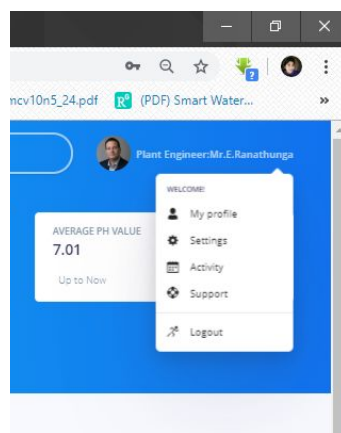 mcv10n5_24.pdf R⁶ (PDF) Smart Water... »
Plant Engineer:Mr.E.Ranathunga
WELCOME!
My profile
AVERAGE PH VALUE
7.01
Up to Now
Settings
Activity
Support
Logout